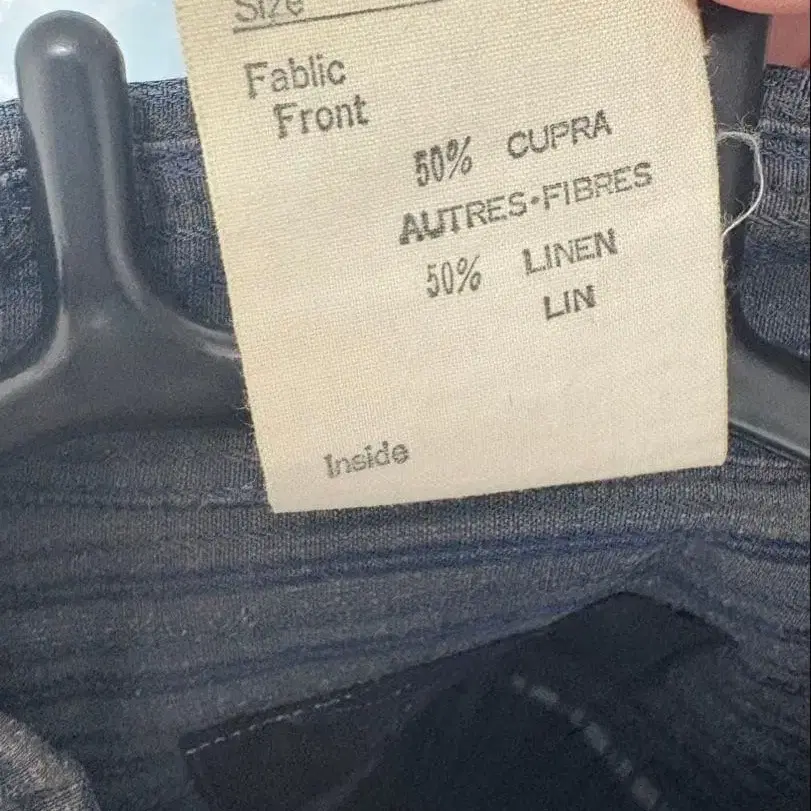 Size
Fablic
Front
50% CUPRA
AUTRES·FIBRES
50% LINEN
LIN
Inside